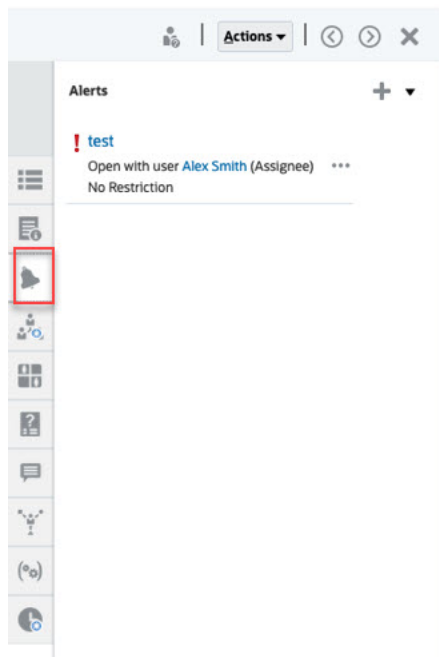 Actions
Alerts
! test
Open with user Alex Smith (Assignee)
No Restriction